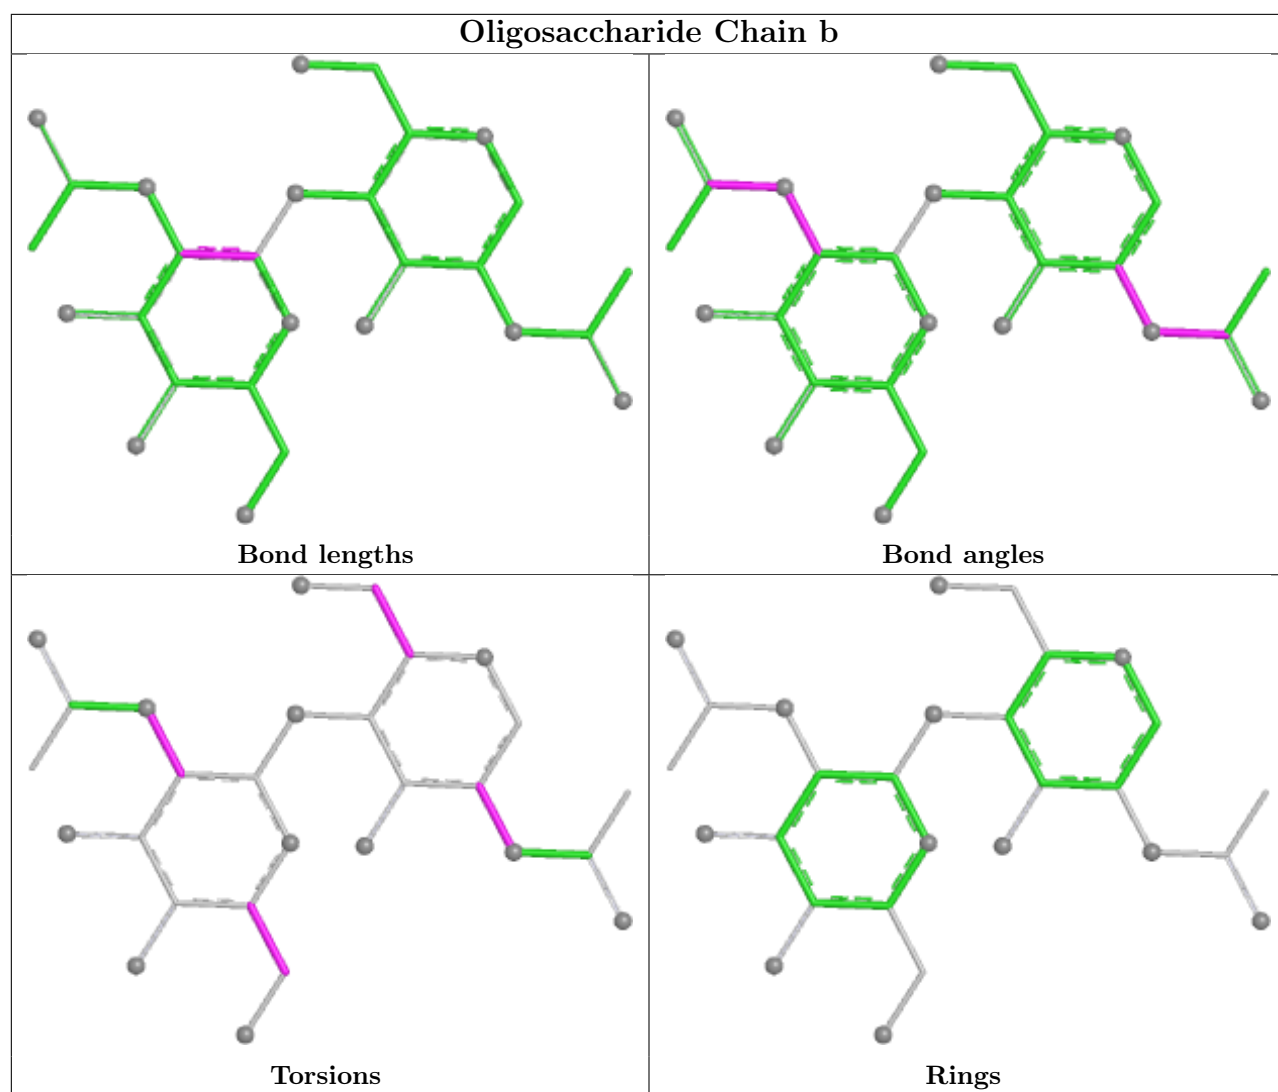 Oligosaccharide Chain b
Bond lengths
Bond angles
Torsions
Rings